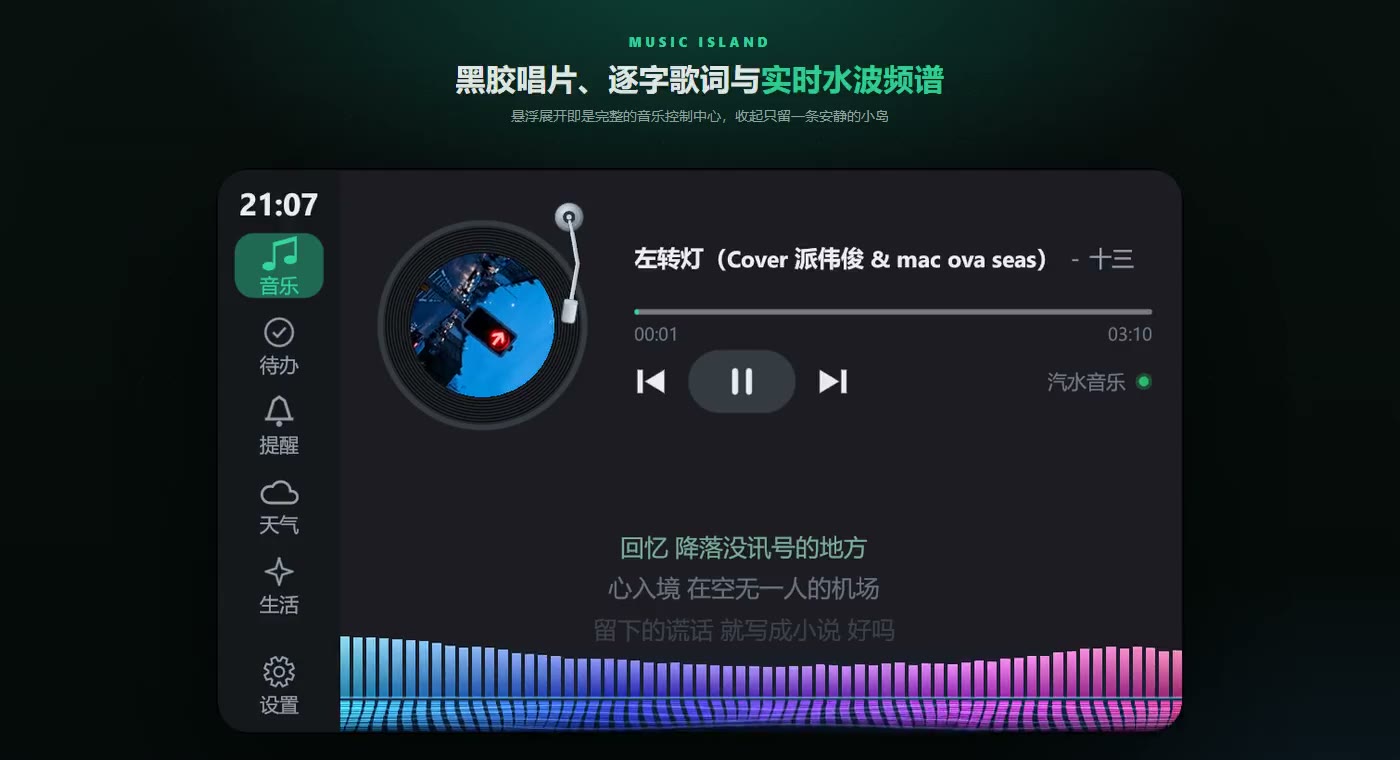 MUSIC ISLAND
黑胶唱片、逐字歌词与实时水波频谱
悬浮展开即是完整的音乐控制中心，收起只留一条安静的小岛
21:07
音乐
待办
提醒
天气
生活
设置
左转灯（Cover 派伟俊 & mac ova seas） - 十三
00:01
03:10
汽水音乐
回忆 降落没讯号的地方
心入境 在空无一人的机场
留下的谎话 就写成小说 好吗